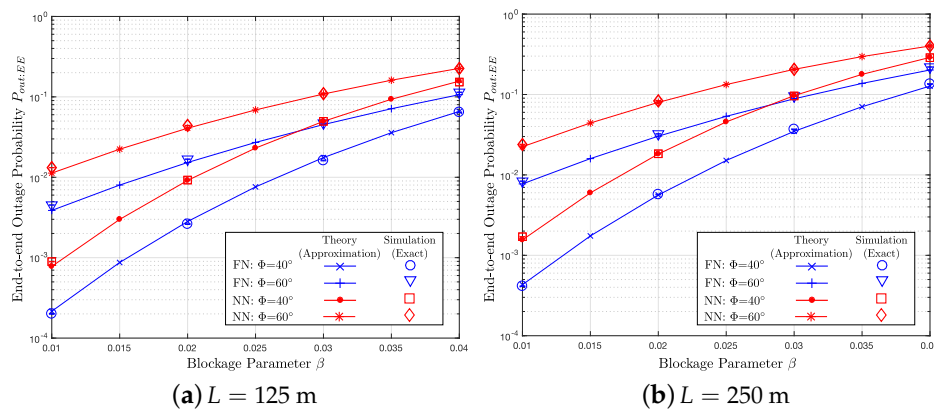 10^0
10^-1
10^-2
10^-3
10^-4
End-to-end Outage Probability P_{out:EE}
0.01 0.015 0.02 0.025 0.03 0.035 0.04
Blockage Parameter β
Theory Simulation
(Approximation) (Exact)
FN: Φ=40°
FN: Φ=60°
NN: Φ=40°
NN: Φ=60°
(a) L = 125 m
10^0
10^-1
10^-2
10^-3
10^-4
End-to-end Outage Probability P_{out:EE}
0.01 0.015 0.02 0.025 0.03 0.035 0.0
Blockage Parameter β
Theory Simulation
(Approximation) (Exact)
FN: Φ=40°
FN: Φ=60°
NN: Φ=40°
NN: Φ=60°
(b) L = 250 m